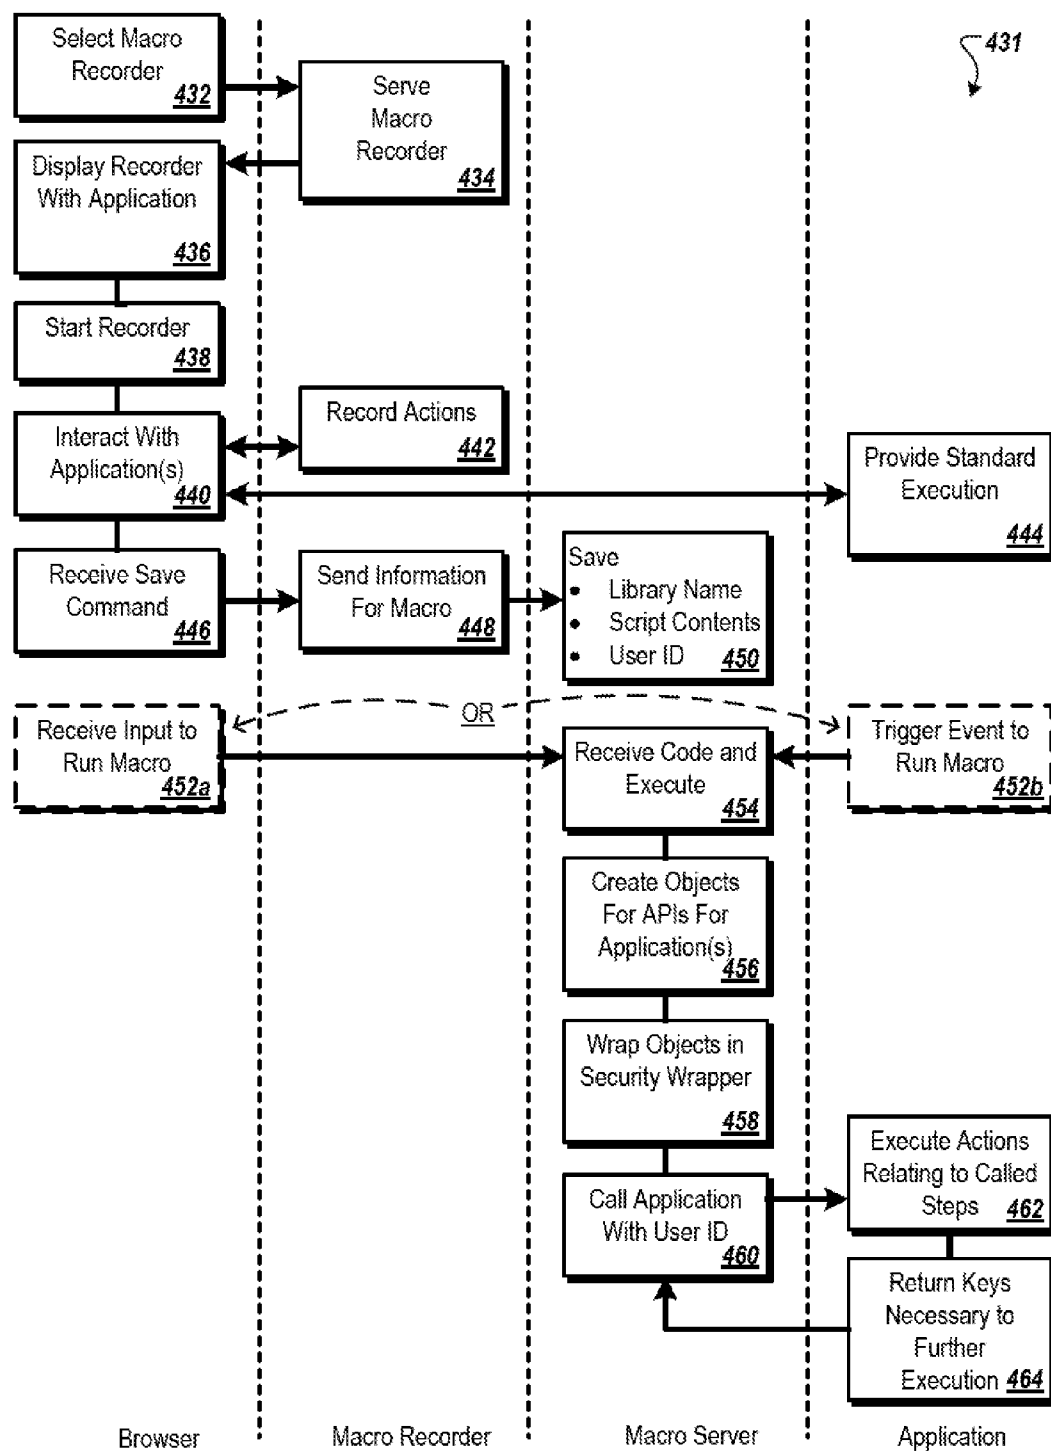 Select Macro
Recorder
432
431
Serve
Macro
Recorder
434
Display Recorder
With Application
436
Start Recorder
438
Interact With
Application(s)
440
Record Actions
442
Provide Standard
Execution
444
Receive Save
Command
446
Send Information
For Macro
448
Save
• Library Name
• Script Contents
• User ID
450
OR
Receive Input to
Run Macro
452a
Receive Code and
Execute
454
Trigger Event to
Run Macro
452b
Create Objects
For APIs For
Application(s)
456
Wrap Objects in
Security Wrapper
458
Call Application
With User ID
460
Execute Actions
Relating to Called
Steps
462
Return Keys
Necessary to
Further
Execution
464
Browser
Macro Recorder
Macro Server
Application